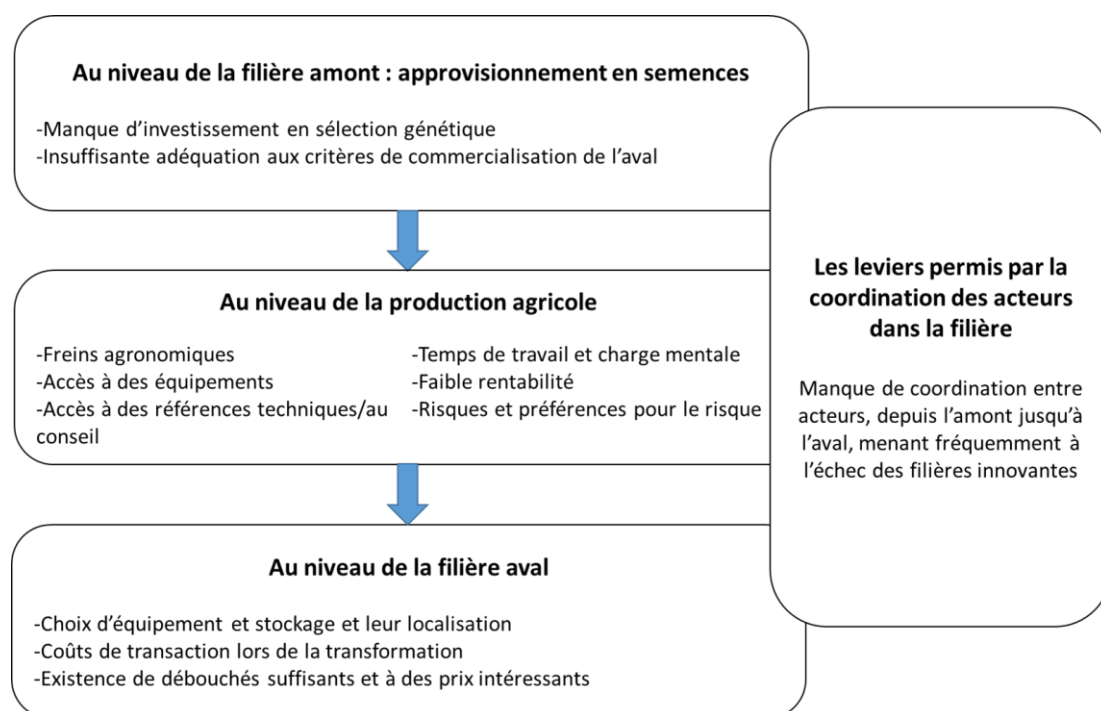 Au niveau de la filière amont : approvisionnement en semences
-Manque d’investissement en sélection génétique
-Insuffisante adéquation aux critères de commercialisation de l’aval
Au niveau de la production agricole
-Freins agronomiques
-Accès à des équipements
-Accès à des références techniques/au
conseil
-Temps de travail et charge mentale
-Faible rentabilité
-Risques et préférences pour le risque
Au niveau de la filière aval
-Choix d’équipement et stockage et leur localisation
-Coûts de transaction lors de la transformation
-Existence de débouchés suffisants et à des prix intéressants
Les leviers permis par la
coordination des acteurs
dans la filière
Manque de coordination entre
acteurs, depuis l’amont jusqu’à
l’aval, menant fréquemment à
l’échec des filières innovantes